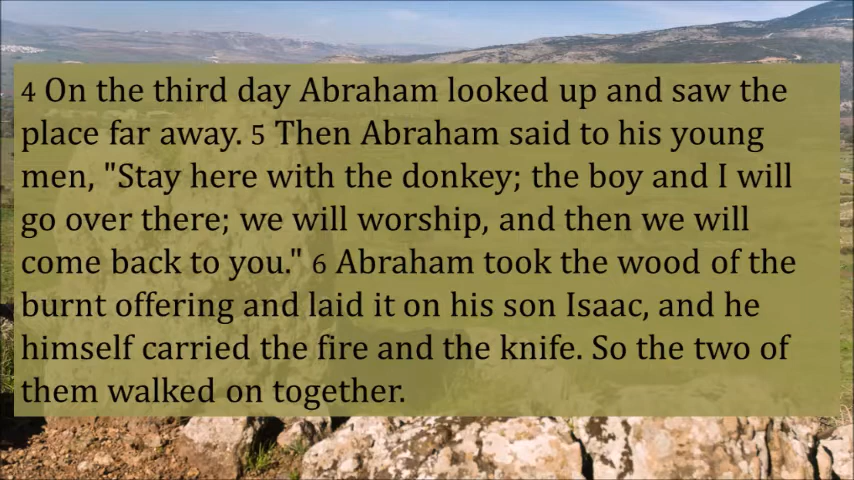 4 On the third day Abraham looked up and saw the
place far away. 5 Then Abraham said to his young
men, "Stay here with the donkey; the boy and I will
go over there; we will worship, and then we will
come back to you." 6 Abraham took the wood of the
burnt offering and laid it on his son Isaac, and he
himself carried the fire and the knife. So the two of
them walked on together.